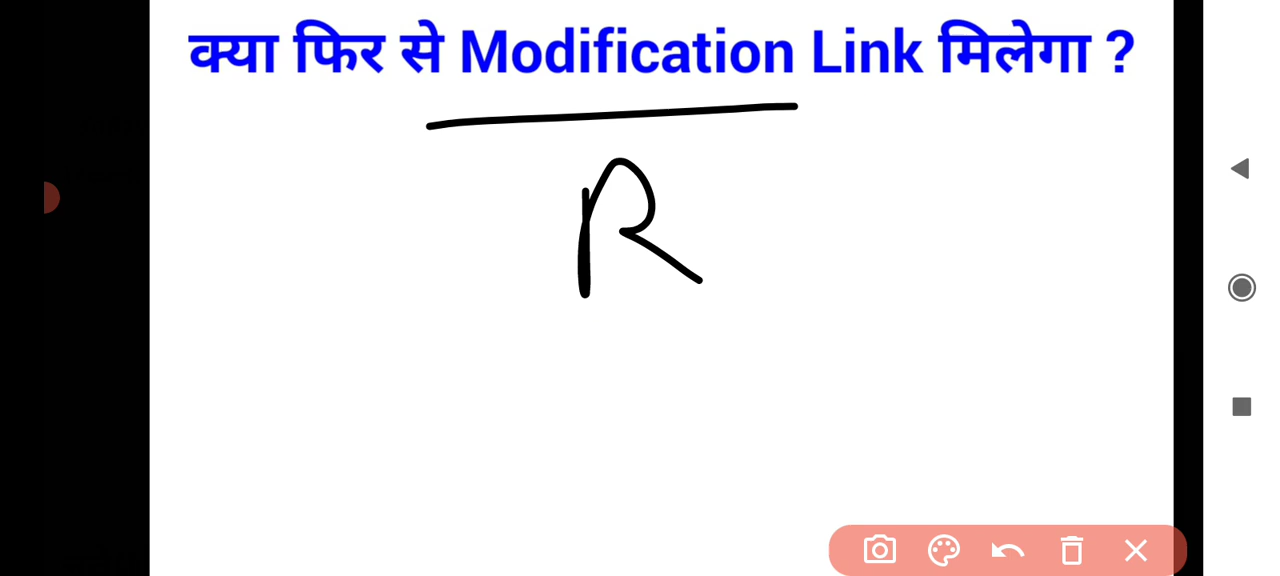 क्या फिर से Modification Link मिलेगा ?
R